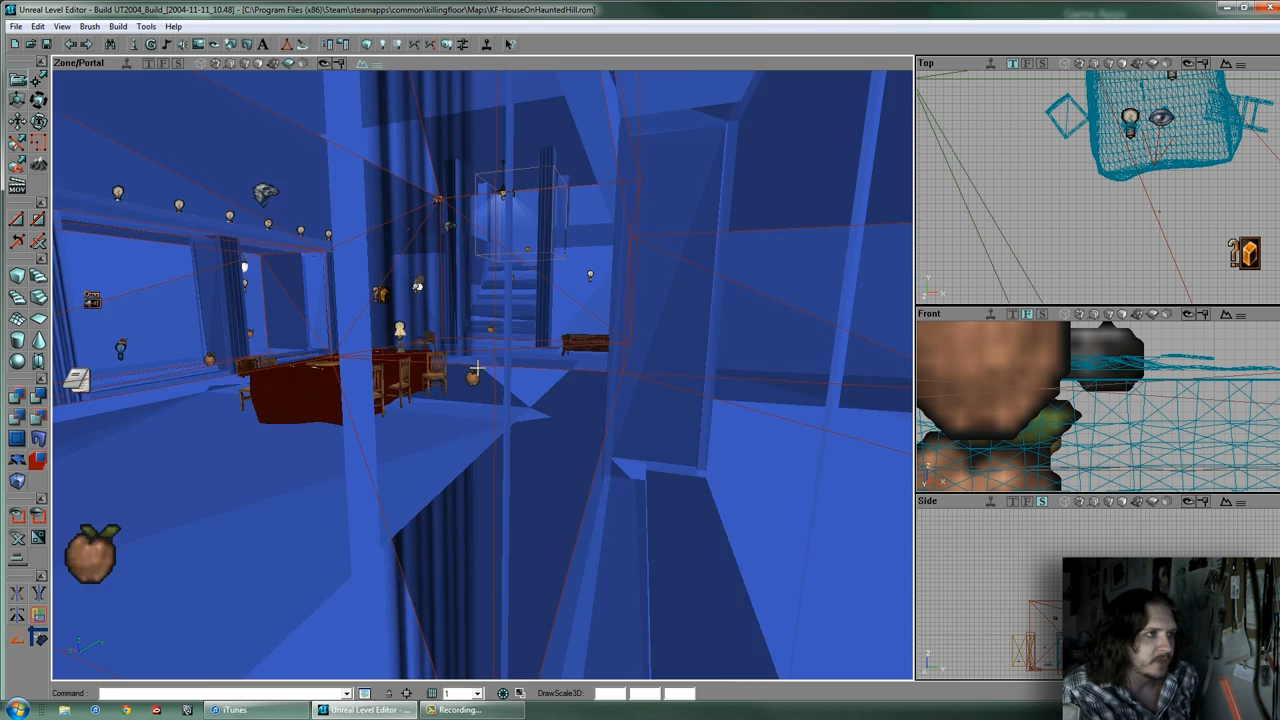 Unreal Level Editor - Build UT2004_Build_[2004-11-11_10.48] - [C:\Program Files (x86)\Steam\steamapps\common\killingfloor\Maps\KF-HouseOnHauntedHill.rom]
File Edit View Brush Build Tools Help
Zone/Portal
T F S
Top
T F S
Front
T F S
Side
T F S
MOV
Command :
1
DrawScale3D:
iTunes
Unreal Level Editor - ...
Recording...